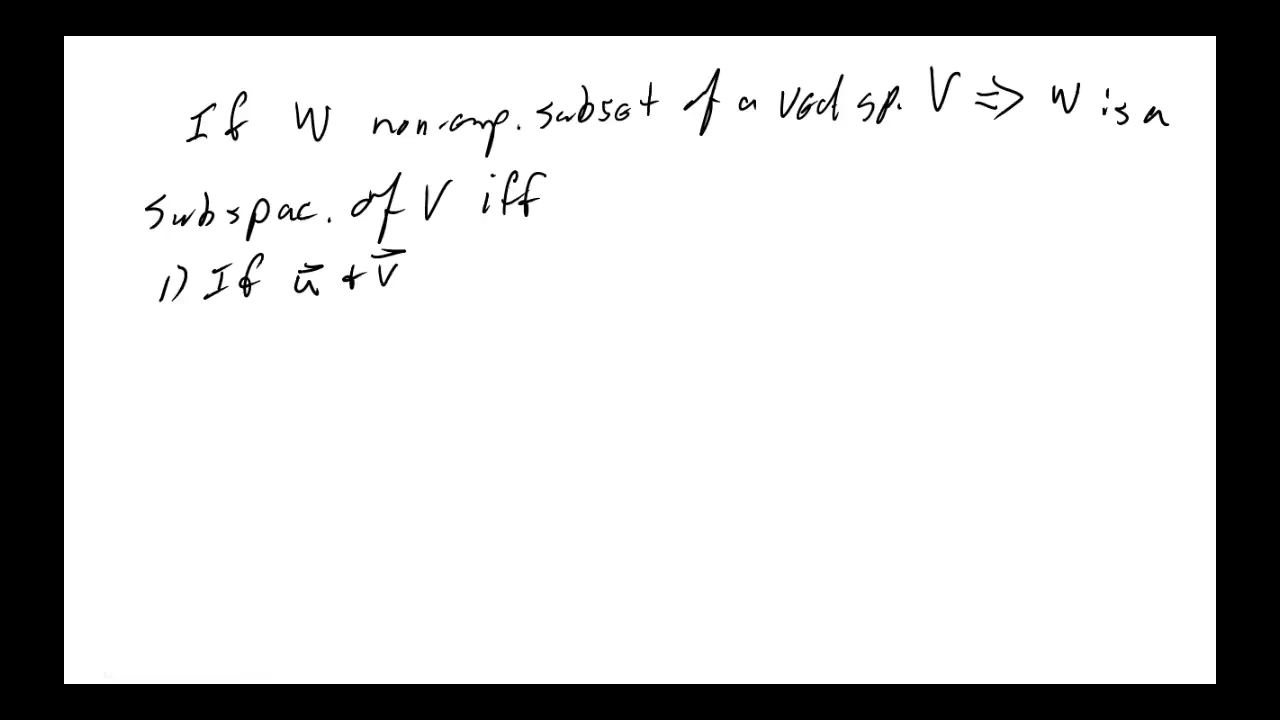 If W non-emp. subset of a vect sp. V ⇒ W is a
subspac. of V iff
1) If u⃗ + v⃗